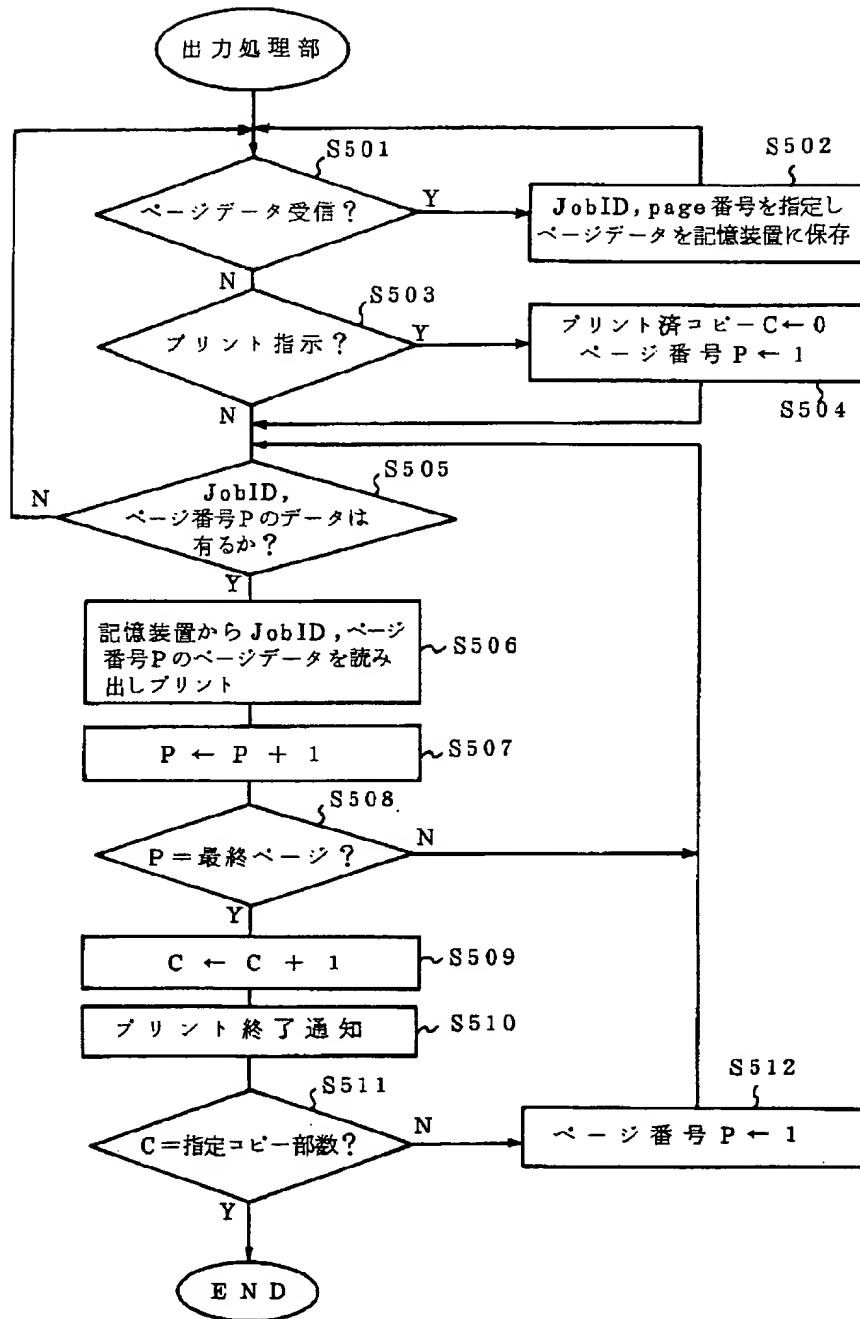 出力処理部
S501
ページデータ受信？
Y
N
S502
JobID,page番号を指定し
ページデータを記憶装置に保存
S503
プリント指示？
Y
N
プリント済コピーC←0
ページ番号P←1
S504
S505
JobID,
ページ番号Pのデータは
有るか？
N
Y
記憶装置からJobID,ページ
番号Pのページデータを読み
出しプリント
S506
P ← P + 1
S507
S508
P＝最終ページ？
N
Y
C ← C + 1
S509
プリント終了通知
S510
S511
C＝指定コピー部数？
N
Y
S512
ページ番号P←1
END